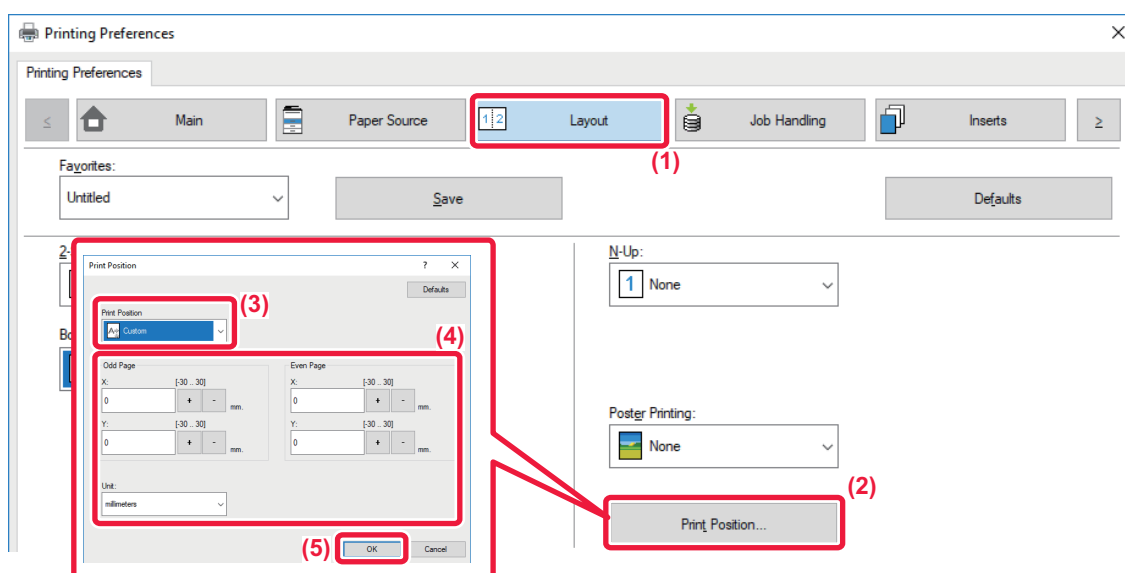 Printing Preferences
Printing Preferences
≤ Main Paper Source 1 2 Layout Job Handling Inserts ≥
(1)
Favorites:
Untitled Save Defaults
2-
Print Position ? ×
Defaults
Print Position (3)
Custom
(4)
Odd Page Even Page
X: [-30 .. 30] X: [-30 .. 30]
0 + - mm. 0 + - mm.
Y: [-30 .. 30] Y: [-30 .. 30]
0 + - mm. 0 + - mm.
Unit:
millimeters
(5) OK Cancel
Bo
N-Up:
1 None
Poster Printing:
None
(2)
Print Position...